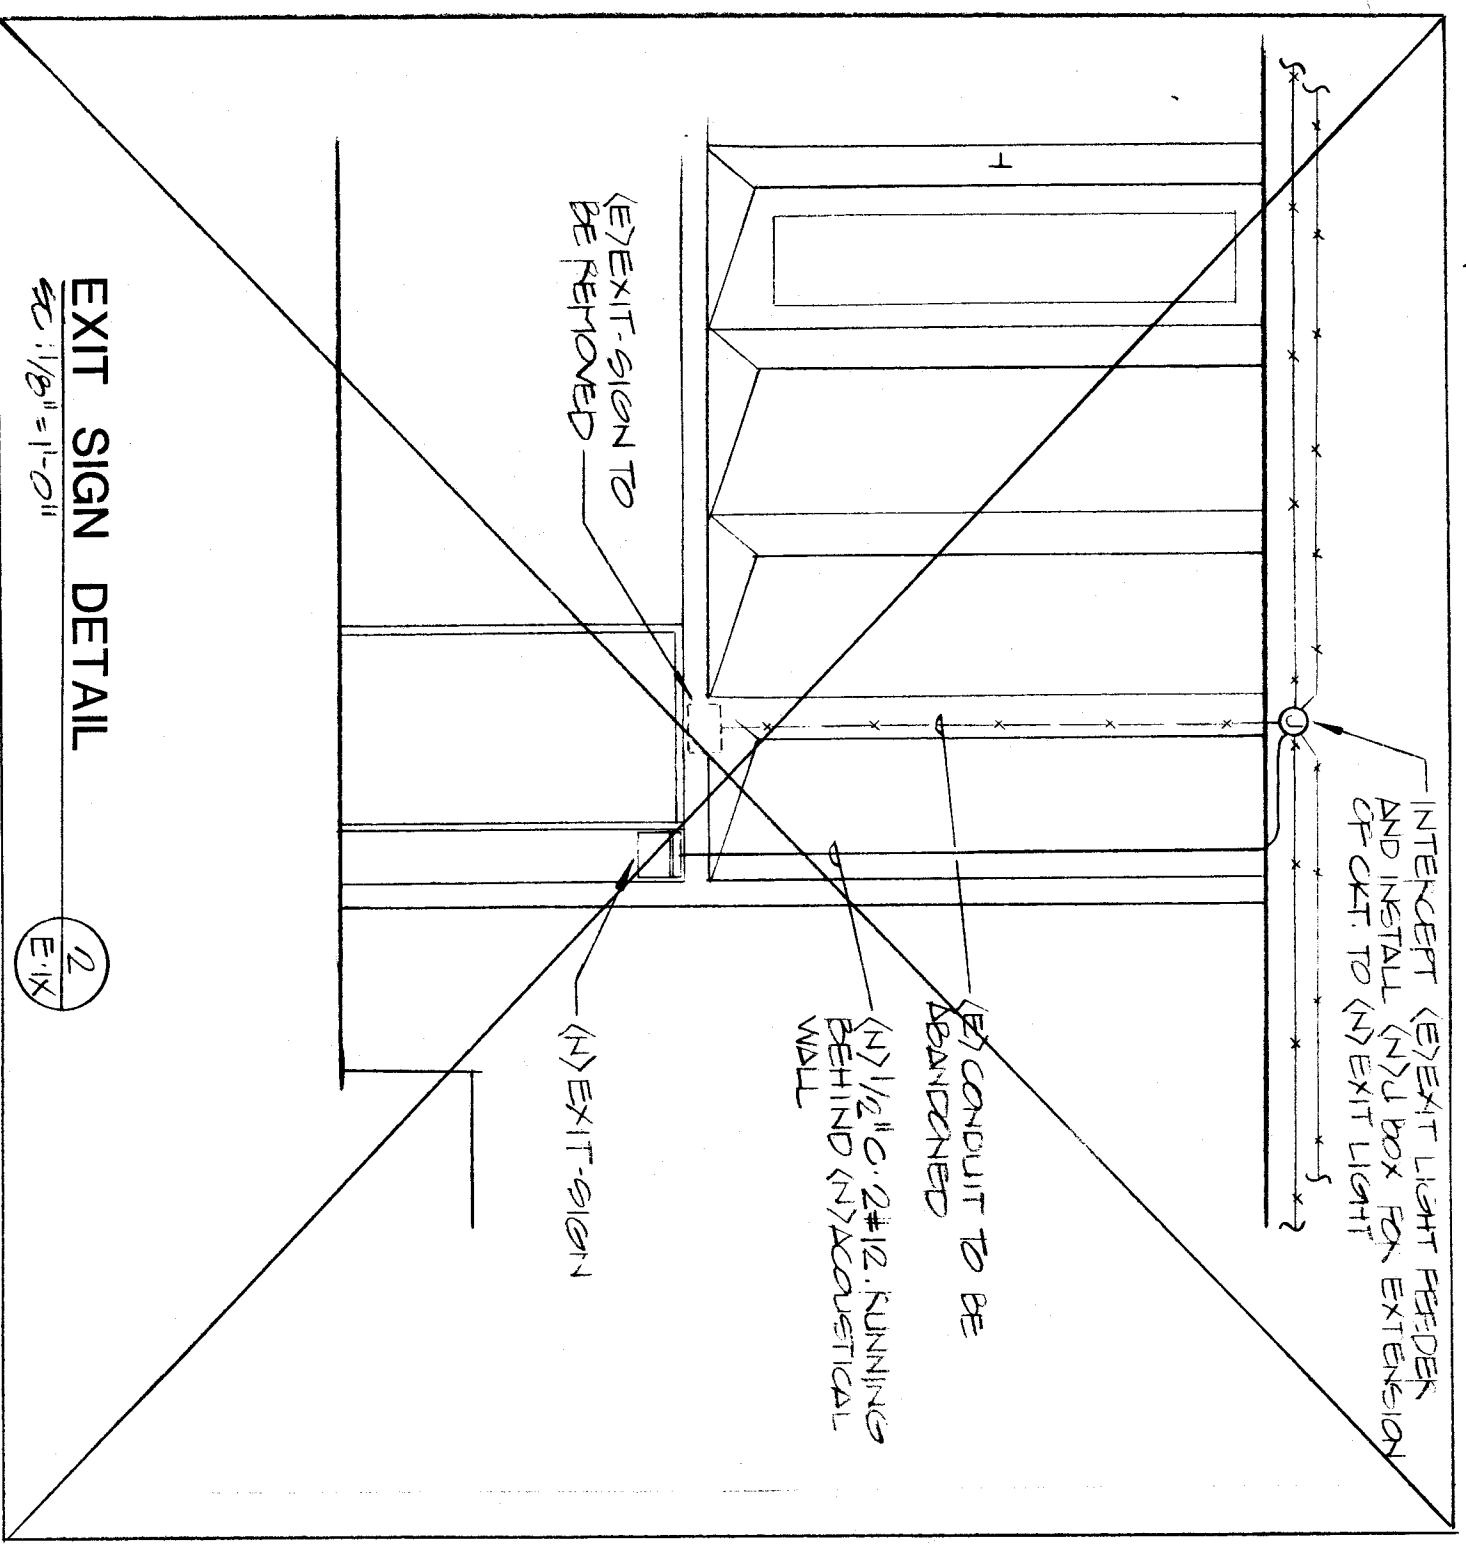 INTERCEPT (E) EXIT LIGHT FEEDER
AND INSTALL (N) J BOX FOR EXTENSION
OF CKT. TO (N) EXIT LIGHT
J
(E) CONDUIT TO BE
ABANDONED
(N) 1/2" C. 2#12. RUNNING
BEHIND (N) ACOUSTICAL
WALL
(E) EXIT-SIGN TO
BE REMOVED
(N) EXIT-SIGN
EXIT SIGN DETAIL
SC: 1/8" = 1'-0"
2
E-1X